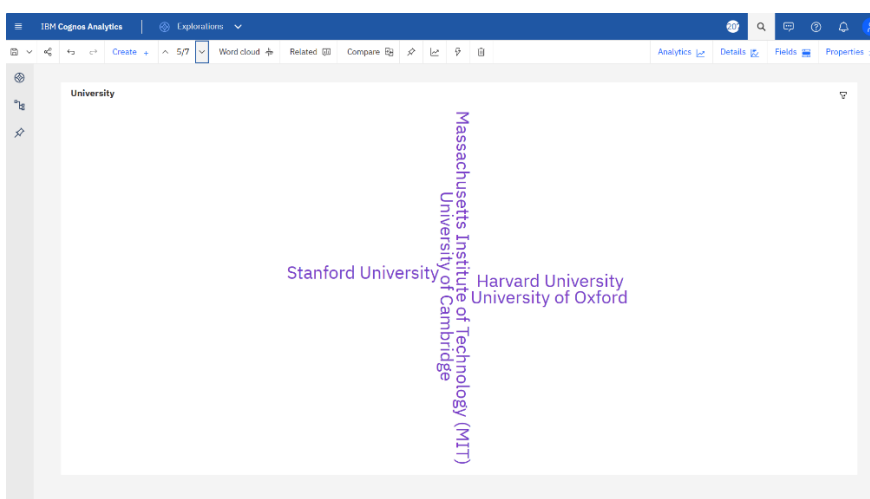 IBM Cognos Analytics
Explorations
Create +
5/7
Word cloud
Related
Compare
Analytics
Details
Fields
Properties
University
Massachusetts Institute of Technology (MIT)
University of Cambridge
Stanford University
Harvard University
University of Oxford